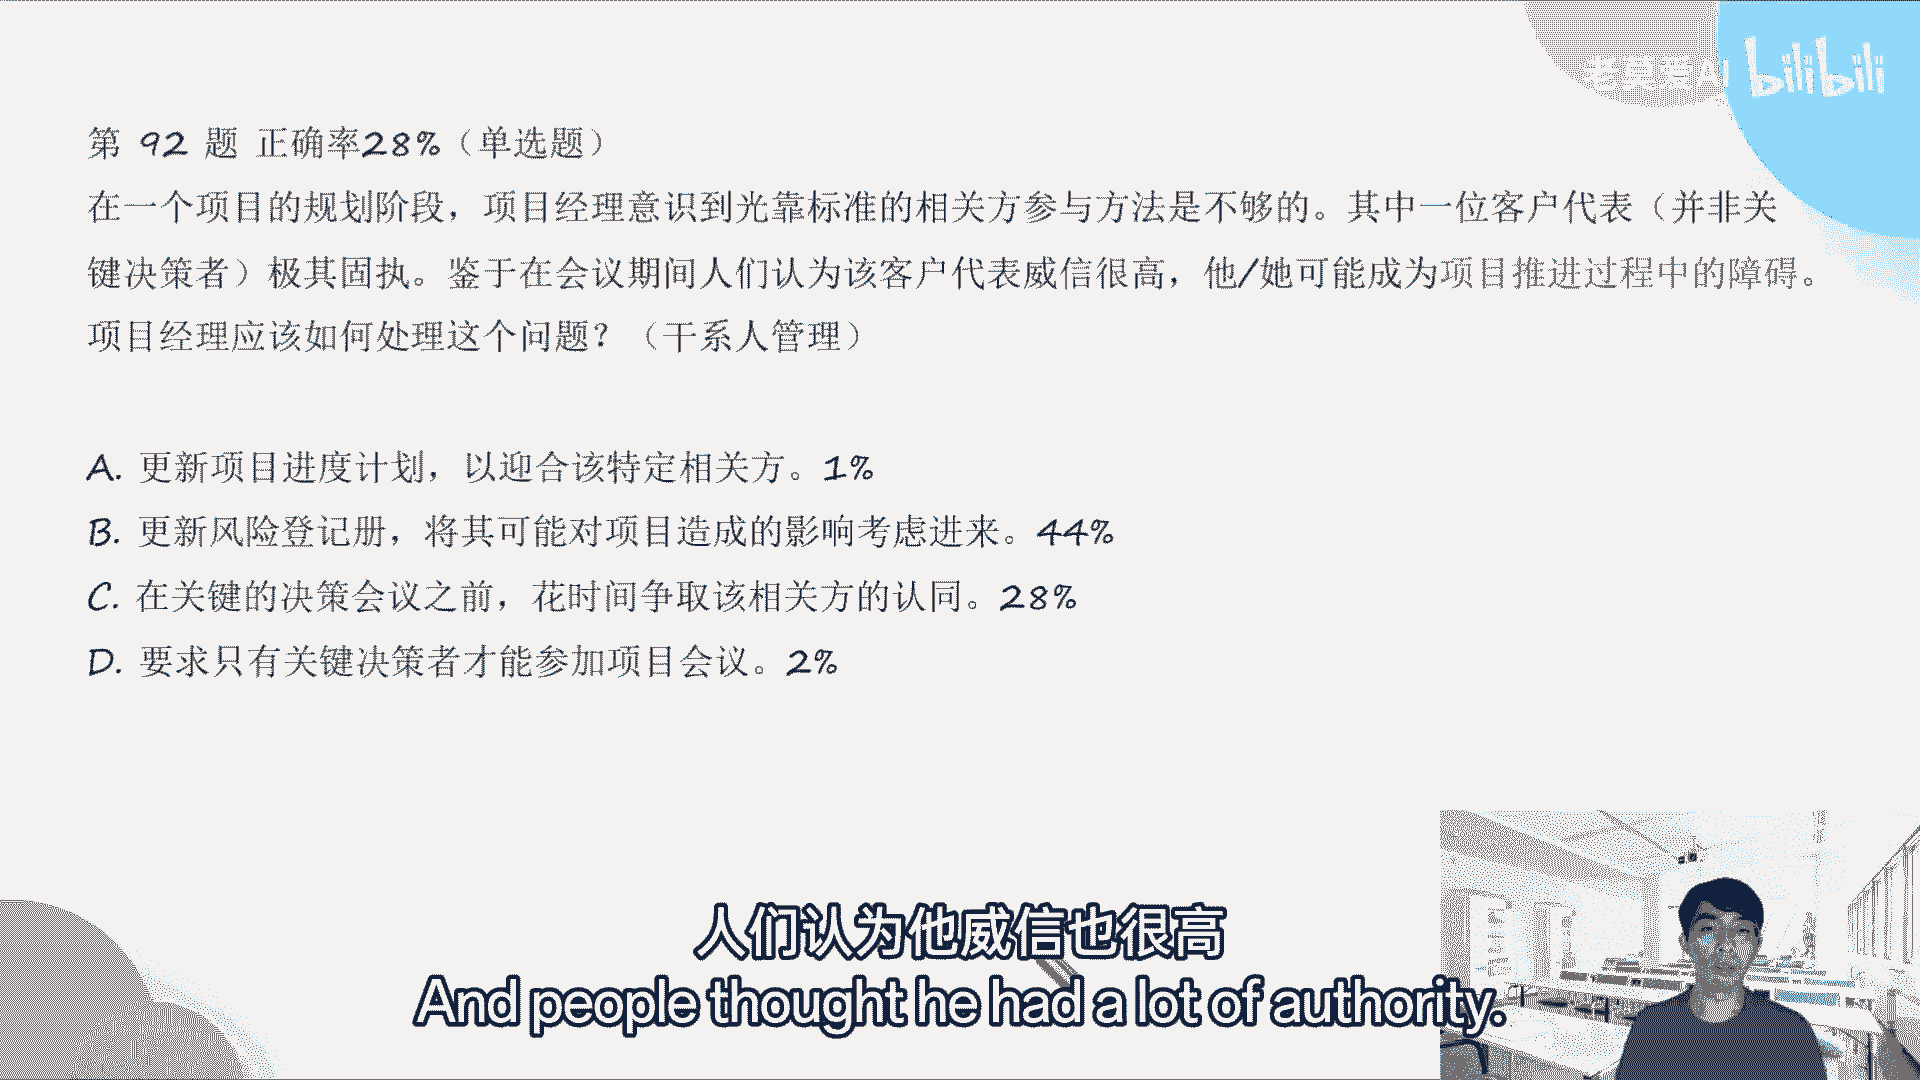 老莫爱AI bilibili
第 92 题 正确率28%（单选题）
在一个项目的规划阶段，项目经理意识到光靠标准的相关方参与方法是不够的。其中一位客户代表（并非关
键决策者）极其固执。鉴于在会议期间人们认为该客户代表威信很高，他/她可能成为项目推进过程中的障碍。
项目经理应该如何处理这个问题？（干系人管理）
A. 更新项目进度计划，以迎合该特定相关方。1%
B. 更新风险登记册，将其可能对项目造成的影响考虑进来。44%
C. 在关键的决策会议之前，花时间争取该相关方的认同。28%
D. 要求只有关键决策者才能参加项目会议。2%
人们认为他威信也很高
And people thought he had a lot of authority.